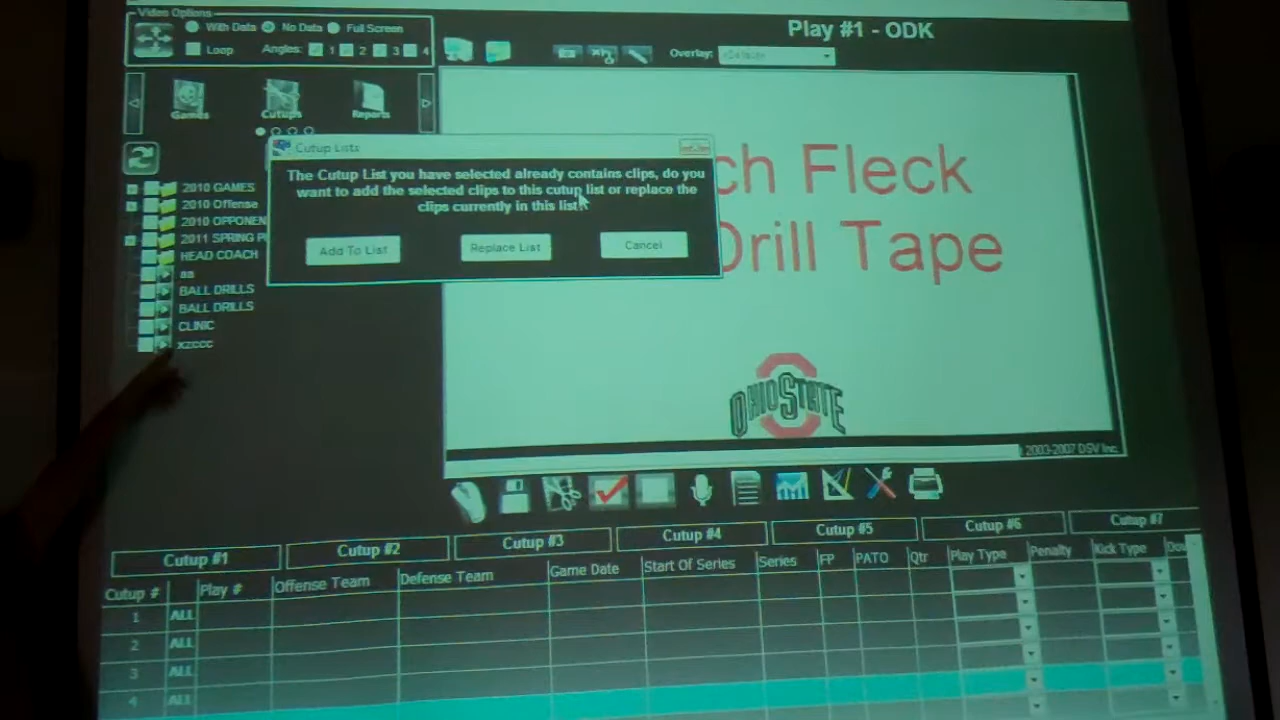 Video Options
With Data No Data Full Screen
Loop Angles: 1 2 3 4
Play #1 - ODK
Overlay:
Games Cutups Reports
Cutup Lists
The Cutup List you have selected already contains clips, do you
want to add the selected clips to this cutup list or replace the
clips currently in this list.
Add To List Replace List Cancel
2010 GAMES
2010 Offense
2010 OPPONEN
2011 SPRING P
HEAD COACH
aa
BALL DRILLS
BALL DRILLS
CLINIC
xzccc
ch Fleck
Drill Tape
OHIO STATE
2003-2007 DSV Inc.
Cutup #1 Cutup #2 Cutup #3 Cutup #4 Cutup #5 Cutup #6 Cutup #7
Cutup # Play # Offense Team Defense Team Game Date Start Of Series Series FP PATO Qtr Play Type Penalty Kick Type Dow
1 ALL
2 ALL
3 ALL
4 ALL